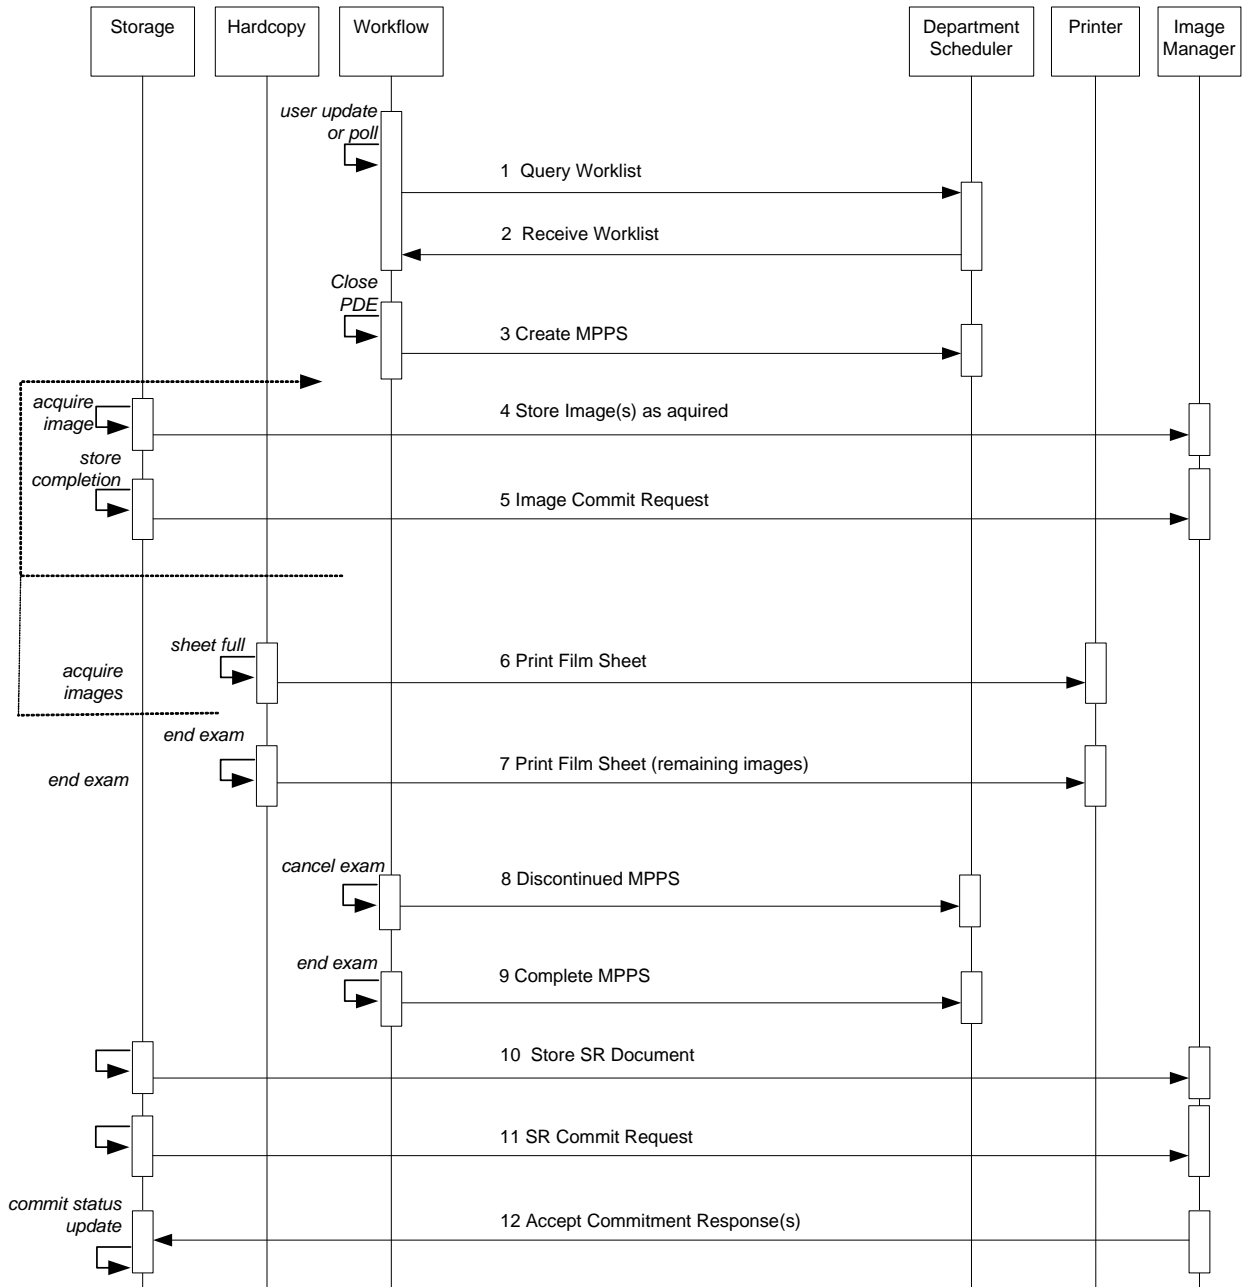 Storage
Hardcopy
Workflow
Department
Scheduler
Printer
Image
Manager
user update
or poll
1 Query Worklist
2 Receive Worklist
Close
PDE
3 Create MPPS
acquire
image
4 Store Image(s) as aquired
store
completion
5 Image Commit Request
sheet full
6 Print Film Sheet
acquire
images
end exam
7 Print Film Sheet (remaining images)
end exam
cancel exam
8 Discontinued MPPS
end exam
9 Complete MPPS
10 Store SR Document
11 SR Commit Request
commit status
update
12 Accept Commitment Response(s)